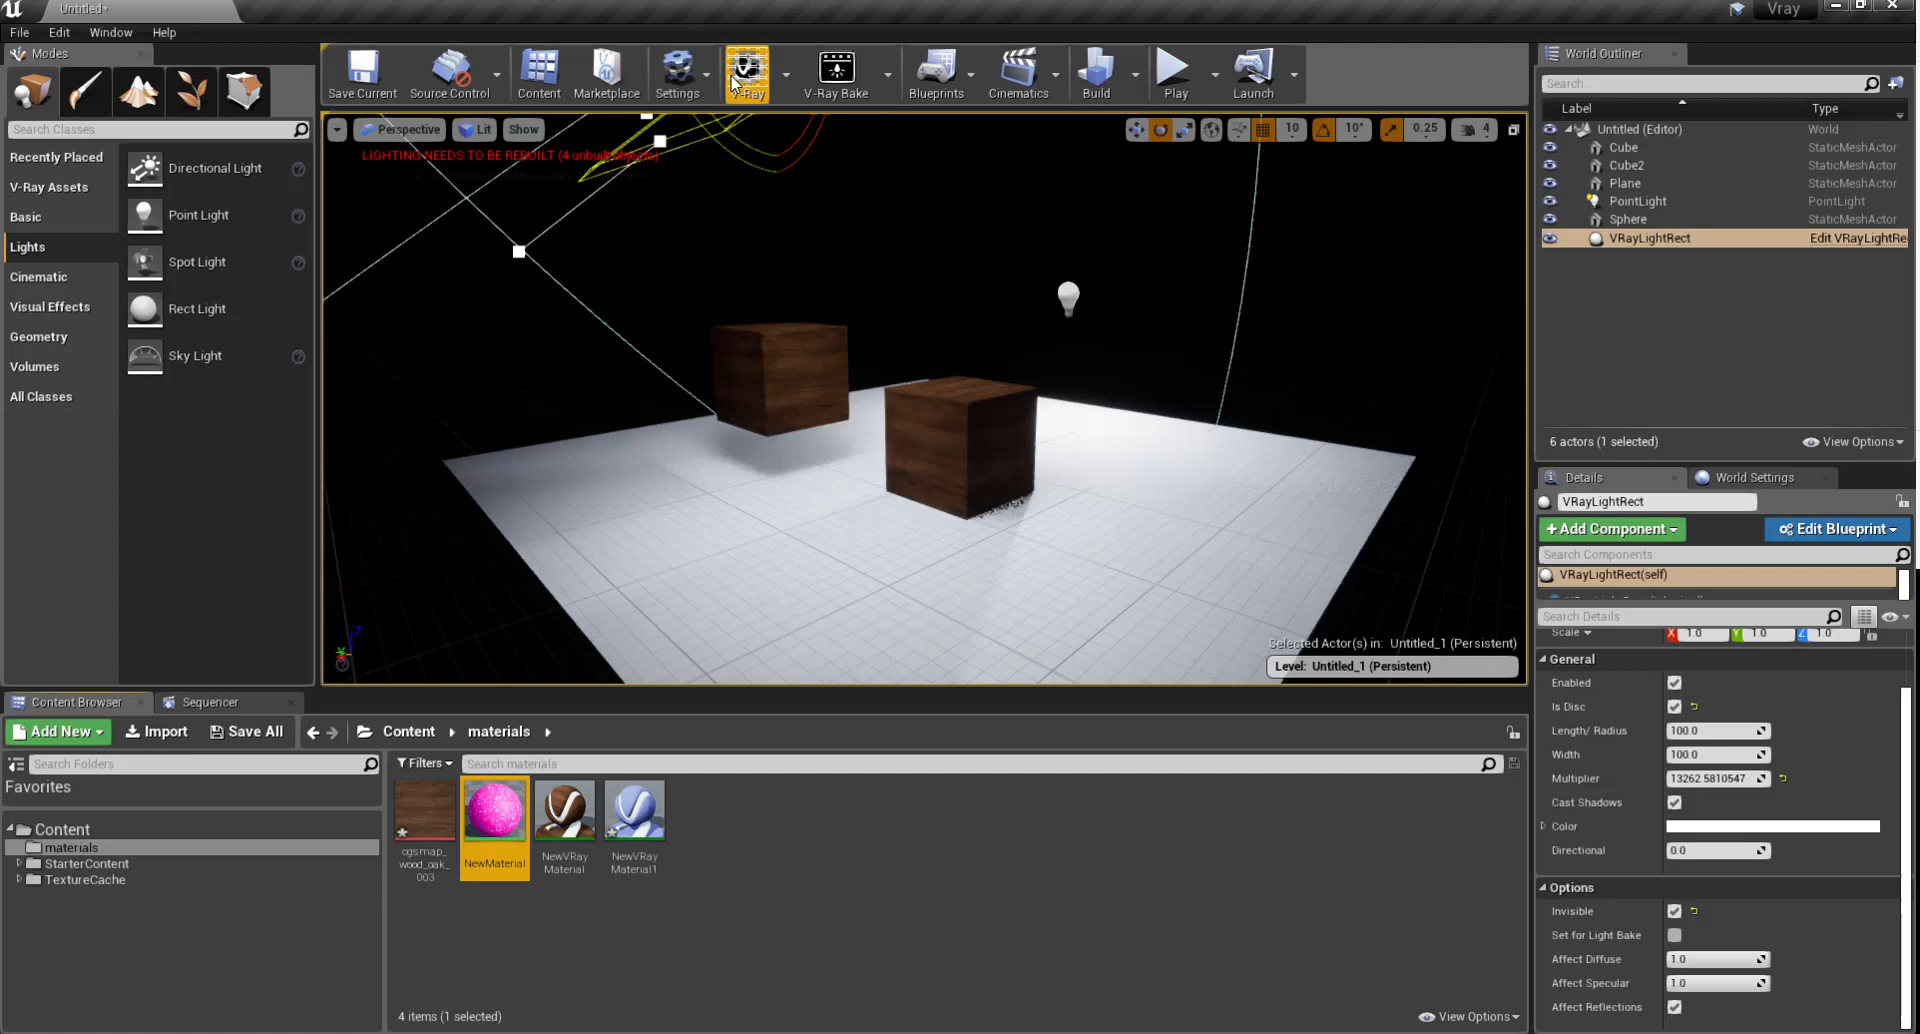 Untitled*
Vray
File Edit Window Help
Modes
World Outliner
Save Current
Source Control
Content
Marketplace
Settings
V-Ray
V-Ray Bake
Blueprints
Cinematics
Build
Play
Launch
Search...
Label
Type
Search Classes
Perspective
Lit
Show
10
10°
0.25
4
LIGHTING NEEDS TO BE REBUILT (4 unbuilt objects)
Recently Placed
V-Ray Assets
Basic
Lights
Cinematic
Visual Effects
Geometry
Volumes
All Classes
Directional Light
Point Light
Spot Light
Rect Light
Sky Light
Untitled (Editor) World
Cube StaticMeshActor
Cube2 StaticMeshActor
Plane StaticMeshActor
PointLight PointLight
Sphere StaticMeshActor
VRayLightRect Edit VRayLightRe
6 actors (1 selected)
View Options
Details
World Settings
VRayLightRect
+Add Component
Edit Blueprint
Search Components
VRayLightRect(self)
Search Details
Scale X 1.0 Y 1.0 Z 1.0
General
Enabled
Is Disc
Length/ Radius 100.0
Width 100.0
Multiplier 13262.5810547
Cast Shadows
Color
Directional 0.0
Options
Invisible
Set for Light Bake
Affect Diffuse 1.0
Affect Specular 1.0
Affect Reflections
Z
Selected Actor(s) in: Untitled_1 (Persistent)
Level: Untitled_1 (Persistent)
Content Browser
Sequencer
Add New
Import
Save All
Content
materials
Search Folders
Filters
Search materials
Favorites
Content
materials
StarterContent
TextureCache
cgsmap_
wood_oak_
003
NewMaterial
NewVRay
Material
NewVRay
Material1
4 items (1 selected)
View Options